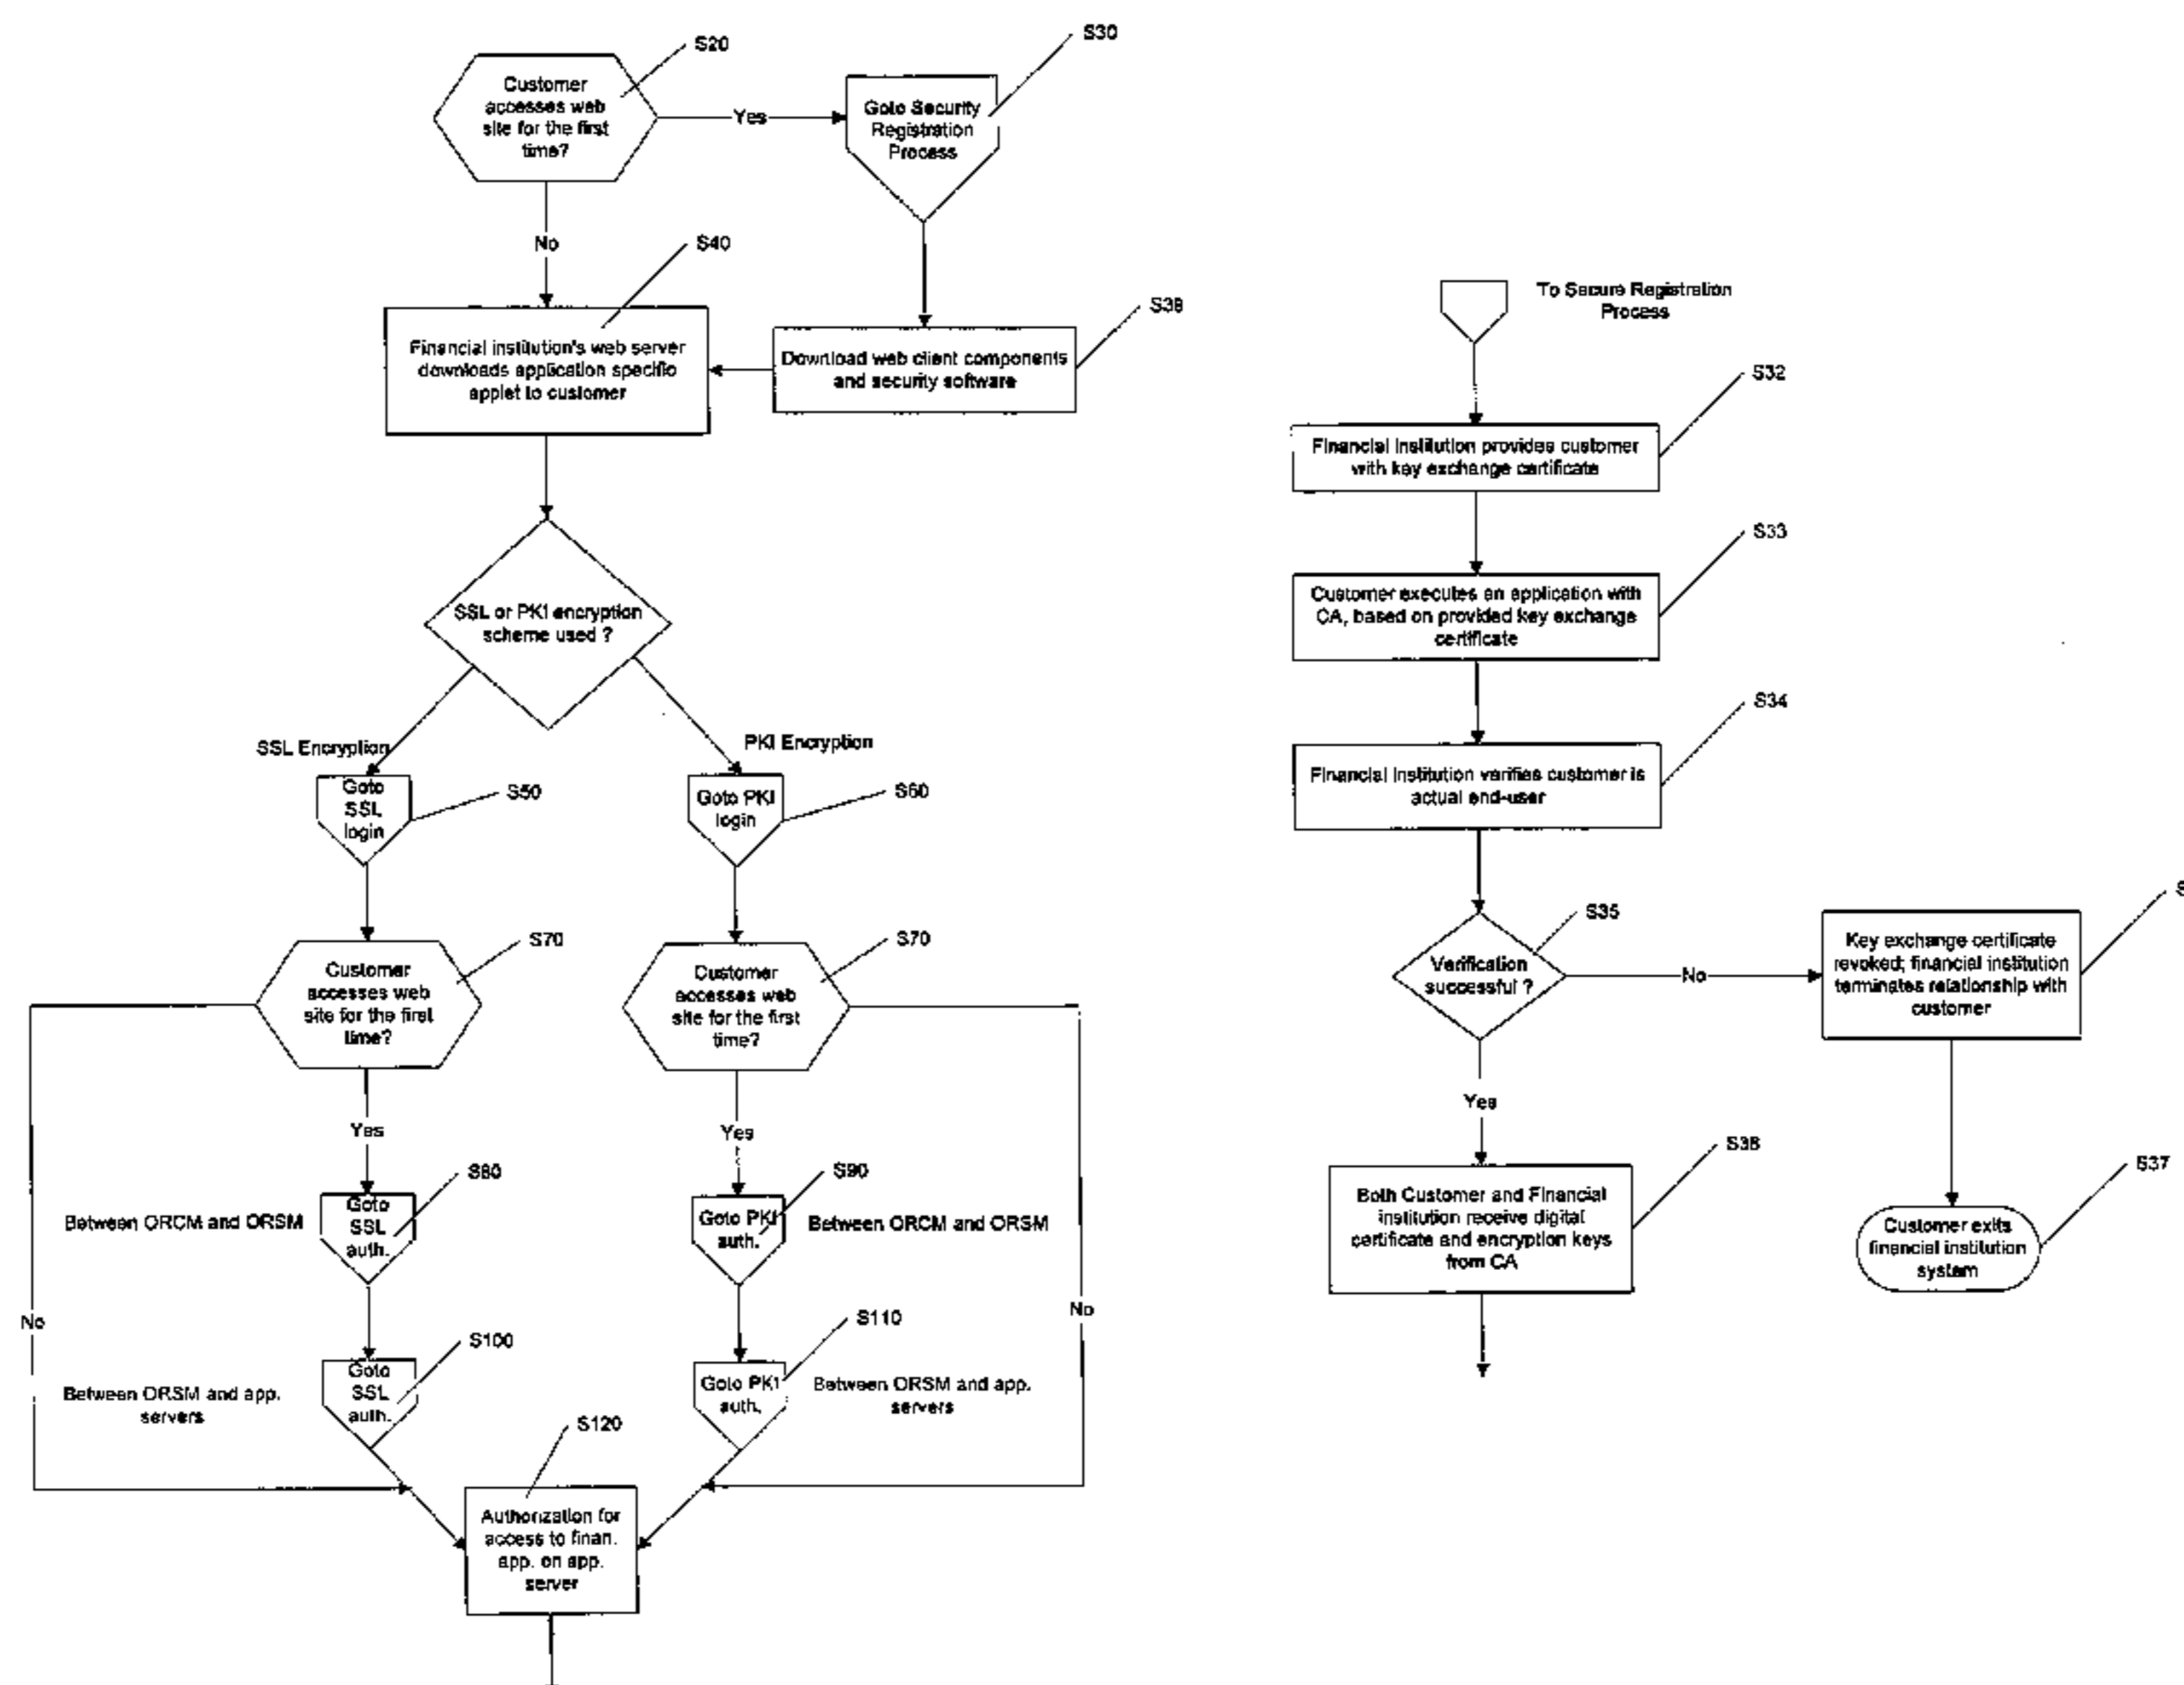 S20
Customer
accesses web
site for the first
time?
Yes
S30
Goto Security
Registration
Process
No
S40
Financial institution's web server
downloads application specific
applet to customer
S38
Download web client components
and security software
SSL or PKI encryption
scheme used ?
SSL Encryption
PKI Encryption
Goto
SSL
login
S50
Goto PKI
login
S60
S70
Customer
accesses web
site for the first
time?
S70
Customer
accesses web
site for the first
time?
Yes
Yes
Between ORCM and ORSM
Goto
SSL
auth.
S80
Goto PKI
auth.
S90
Between ORCM and ORSM
No
No
Between ORSM and app.
servers
Goto
SSL
auth.
S100
Goto PKI
auth.
S110
Between ORSM and app.
servers
S120
Authorization for
access to finan.
app. on app.
server
To Secure Registration
Process
S32
Financial Institution provides customer
with key exchange certificate
S33
Customer executes an application with
CA, based on provided key exchange
certificate
S34
Financial Institution verifies customer is
actual end-user
S35
Verification
successful ?
No
Key exchange certificate
revoked; financial institution
terminates relationship with
customer
Yes
S37
Customer exits
financial institution
system
Both Customer and Financial
institution receive digital
certificate and encryption keys
from CA